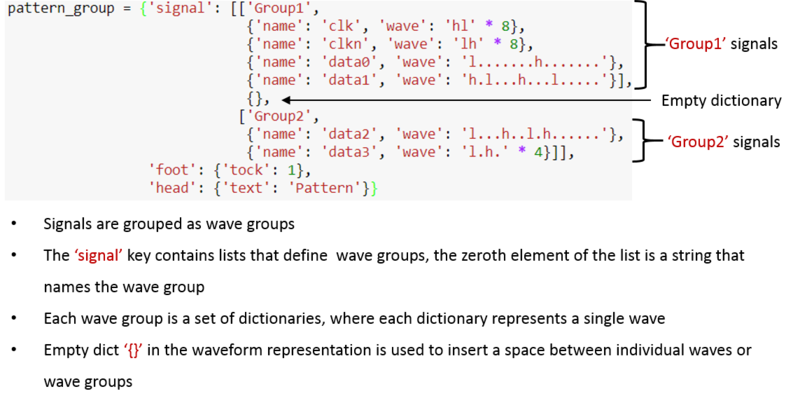 pattern_group = {'signal': [['Group1',
{'name': 'clk', 'wave': 'hl' * 8},
{'name': 'clkn', 'wave': 'lh' * 8},
{'name': 'data0', 'wave': 'l.......h.......'},
{'name': 'data1', 'wave': 'h.l...h...l.....'}],
'Group1' signals
{},
Empty dictionary
['Group2',
{'name': 'data2', 'wave': 'l...h..l.h......'},
{'name': 'data3', 'wave': 'l.h.' * 4}]],
'Group2' signals
'foot': {'tock': 1},
'head': {'text': 'Pattern'}}
• Signals are grouped as wave groups
• The 'signal' key contains lists that define wave groups, the zeroth element of the list is a string that
names the wave group
• Each wave group is a set of dictionaries, where each dictionary represents a single wave
• Empty dict '{}' in the waveform representation is used to insert a space between individual waves or
wave groups